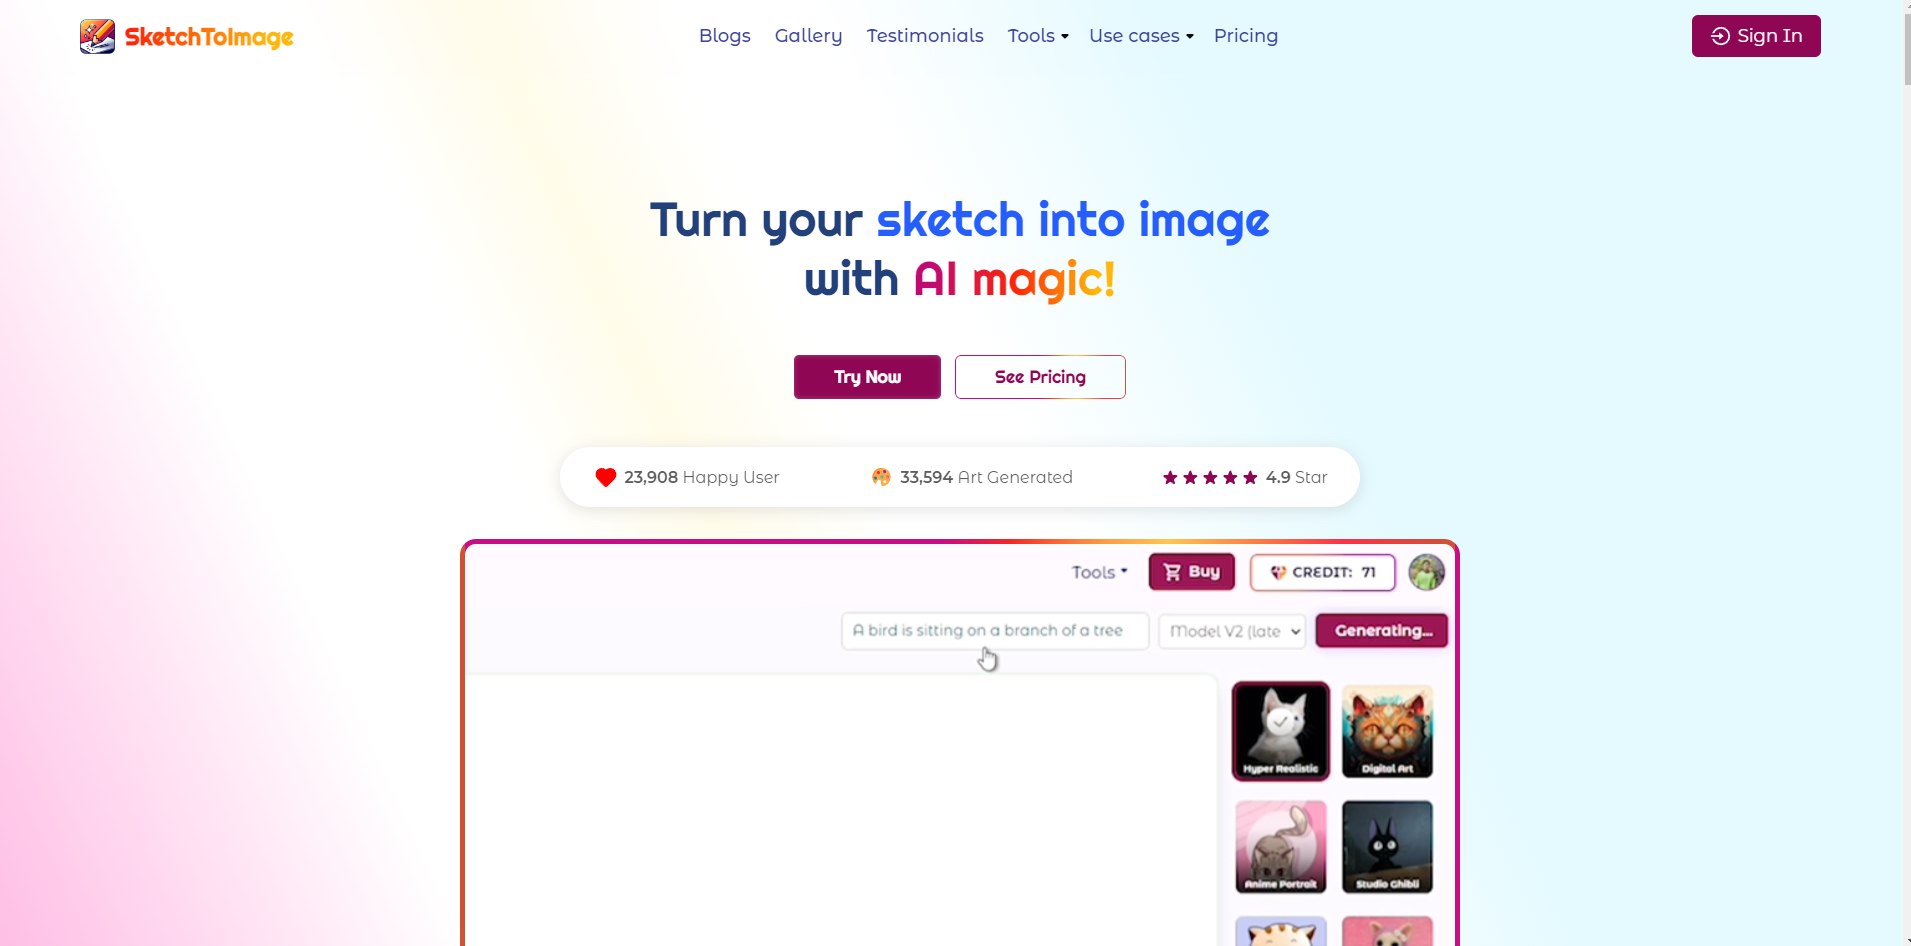 SketchToImage
Blogs Gallery Testimonials Tools Use cases Pricing
Sign In
Turn your sketch into image
with AI magic!
Try Now See Pricing
23,908 Happy User 33,594 Art Generated 4.9 Star
Tools Buy CREDIT: 71
A bird is sitting on a branch of a tree Model V2 (late Generating...
Hyper Realistic Digital Art
Anime Portrait Studio Ghibli